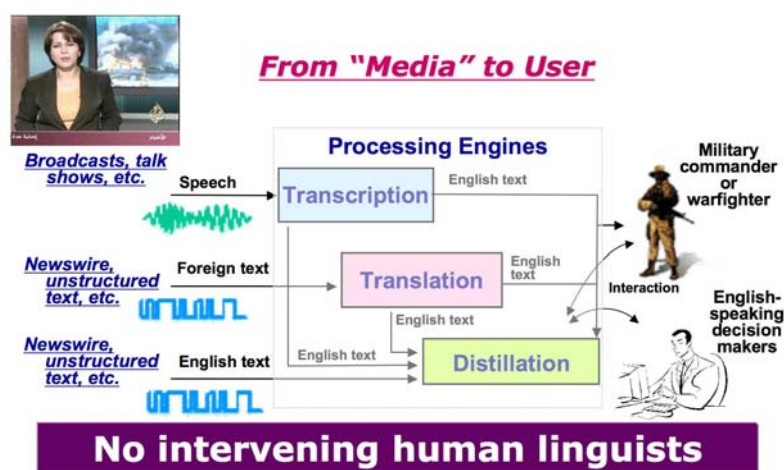 From “Media” to User
Broadcasts, talk
shows, etc.
Speech
Processing Engines
Transcription
English text
Military
commander
or
warfighter
Newswire,
unstructured
text, etc.
Foreign text
Translation
English
text
Interaction
English text
English-
speaking
decision
makers
Newswire,
unstructured
text, etc.
English text
English text
Distillation
No intervening human linguists